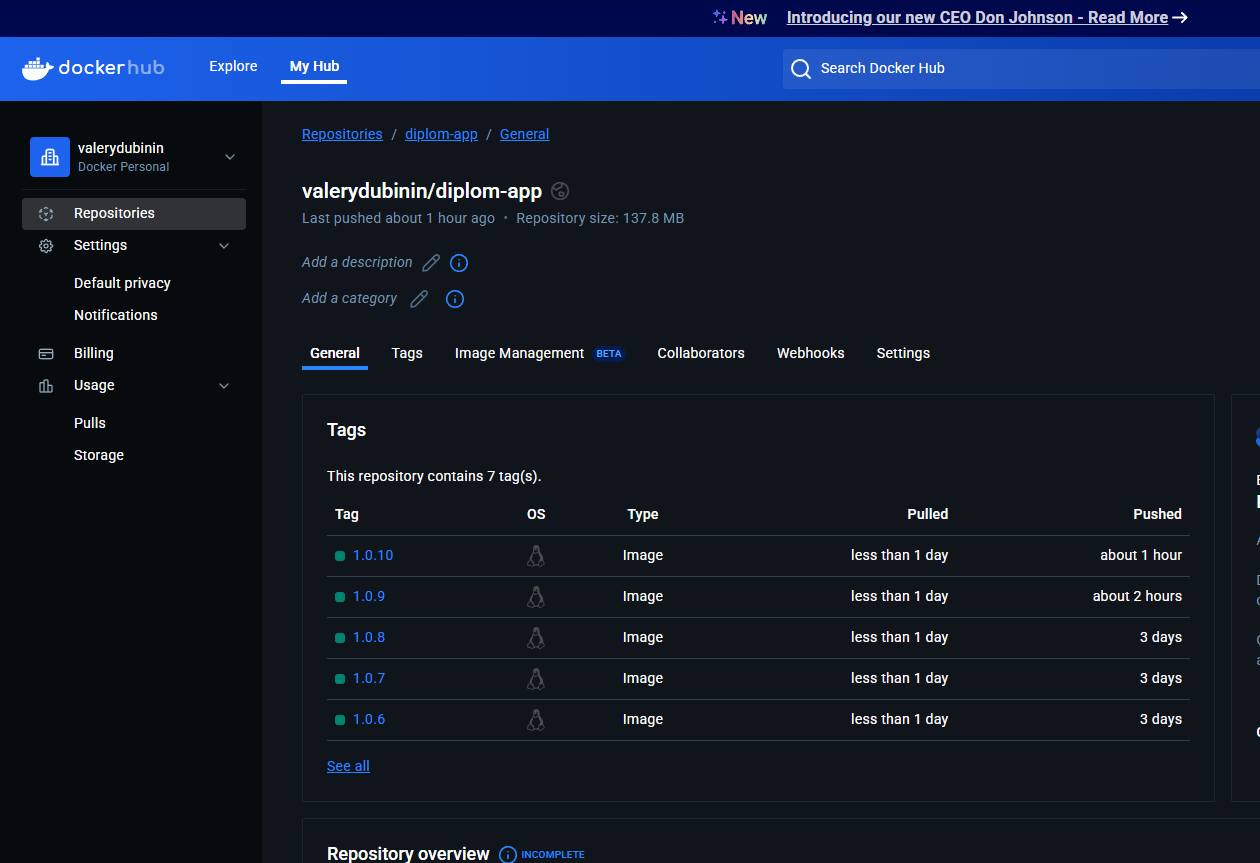 New Introducing our new CEO Don Johnson - Read More
dockerhub Explore My Hub Search Docker Hub
valerydubinin
Docker Personal
Repositories
Settings
Default privacy
Notifications
Billing
Usage
Pulls
Storage
Repositories / diplom-app / General
valerydubinin/diplom-app
Last pushed about 1 hour ago • Repository size: 137.8 MB
Add a description
Add a category
General Tags Image Management BETA Collaborators Webhooks Settings
Tags
This repository contains 7 tag(s).
Tag OS Type Pulled Pushed
1.0.10 Image less than 1 day about 1 hour
1.0.9 Image less than 1 day about 2 hours
1.0.8 Image less than 1 day 3 days
1.0.7 Image less than 1 day 3 days
1.0.6 Image less than 1 day 3 days
See all
Repository overview INCOMPLETE